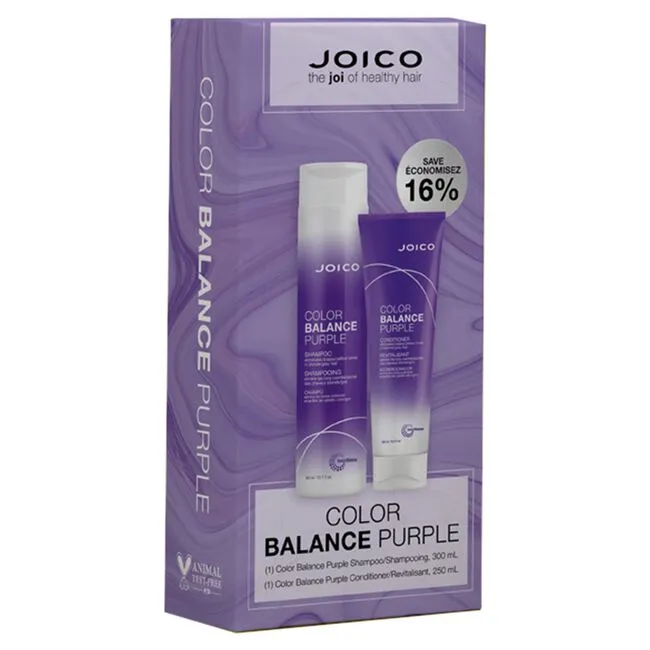 JOICO
the joi of healthy hair
COLOR BALANCE PURPLE
SAVE
ÉCONOMISEZ
16%
JOICO
COLOR
BALANCE
PURPLE
SHAMPOO
SHAMPOOING
CHAMPÚ
JOICO
COLOR
BALANCE
PURPLE
CONDITIONER
REVITALISANT
ACONDICIONADOR
COLOR
BALANCE PURPLE
(1) Color Balance Purple Shampoo/Shampooing, 300 mL
(1) Color Balance Purple Conditioner/Revitalisant, 250 mL
ANIMAL
TEST-FREE